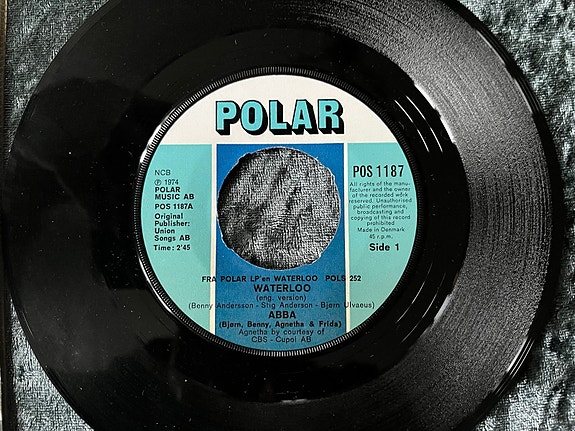 POLAR
NCB
Ⓟ 1974
POLAR
MUSIC AB
POS 1187A
Original
Publisher:
Union
Songs AB
Time: 2'45
POS 1187
All rights of the manu-
facturer and the owner
of the recorded work
reserved. Unauthorised
public performance,
broadcasting and
copying of this record
prohibited
Made in Denmark
45 r.p.m.
Side 1
FRA POLAR LP'en WATERLOO POLS 252
WATERLOO
(eng. version)
(Benny Andersson - Stig Anderson - Bjørn Ulvaeus)
ABBA
(Bjørn, Benny, Agnetha & Frida)
Agnetha by courtesy of
CBS - Cupol AB